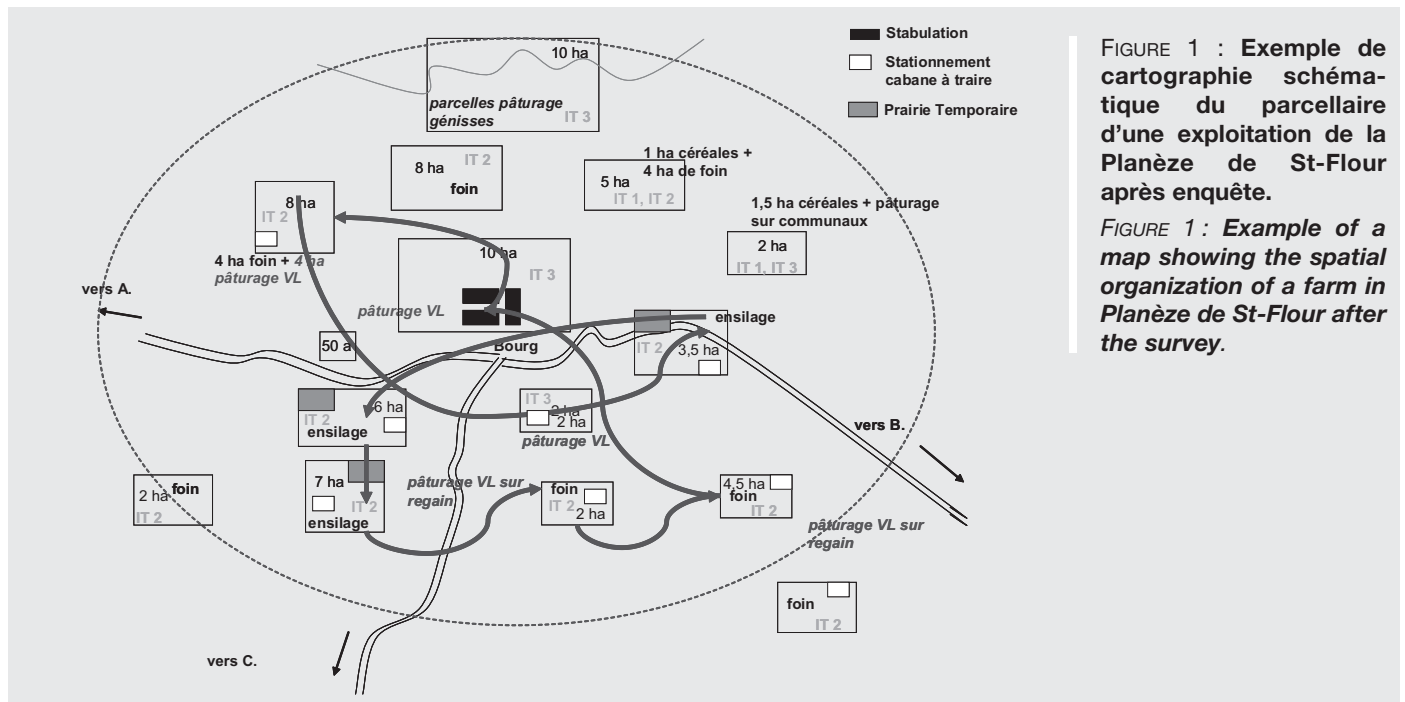 Stabulation
Stationnement
cabane à traire
Prairie Temporaire
10 ha
parcelles pâturage
génisses
IT 3
8 ha
IT 2
foin
1 ha céréales +
4 ha de foin
5 ha
IT 1, IT 2
8 ha
IT 2
4 ha foin + 4 ha
pâturage VL
1,5 ha céréales + pâturage
sur communaux
2 ha
IT 1, IT 3
10 ha
IT 3
pâturage VL
vers A.
50 a
Bourg
ensilage
IT 2
3,5 ha
6 ha
IT 2
ensilage
IT 3
2 ha
2 ha
pâturage VL
vers B.
2 ha
foin
IT 2
7 ha
IT 2
ensilage
pâturage VL sur
regain
foin
IT 2
2 ha
4,5 ha
foin
IT 2
pâturage VL sur
regain
foin
IT 2
vers C.
FIGURE 1 : Exemple de
cartographie schéma-
tique du parcellaire
d'une exploitation de la
Planèze de St-Flour
après enquête.
FIGURE 1 : Example of a
map showing the spatial
organization of a farm in
Planèze de St-Flour after
the survey.